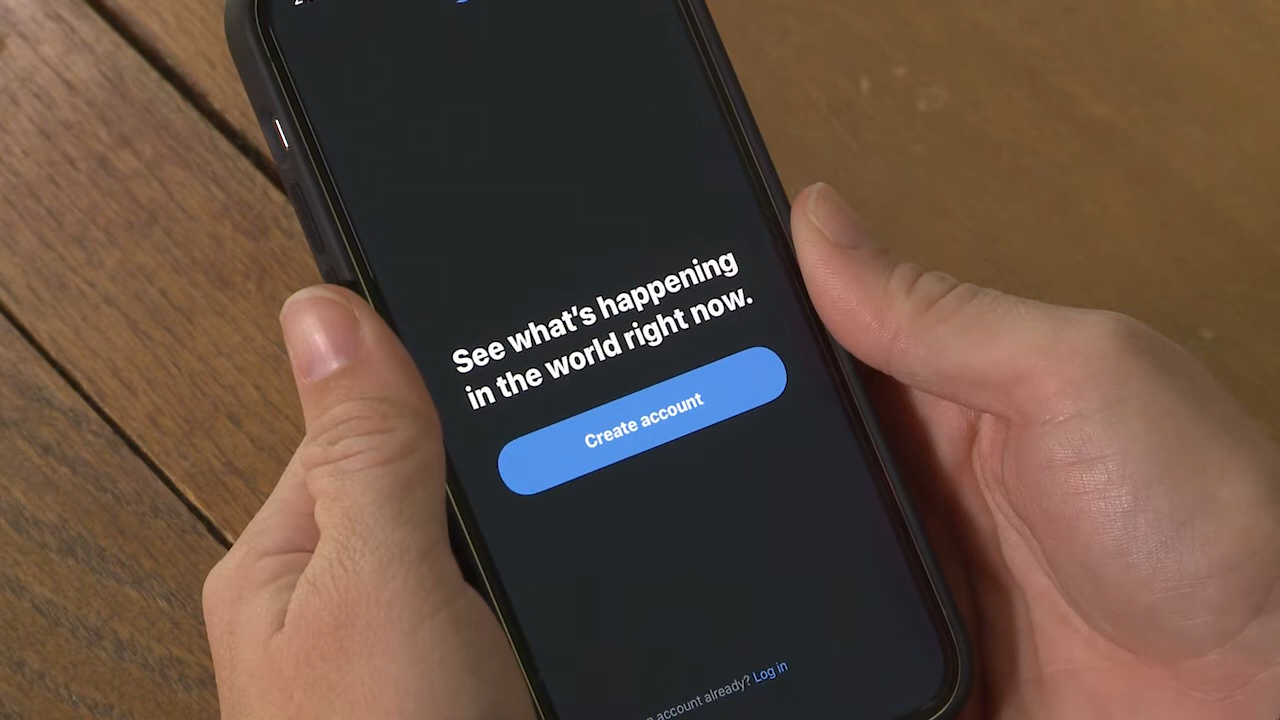 See what's happening
in the world right now.
Create account
account already? Log in